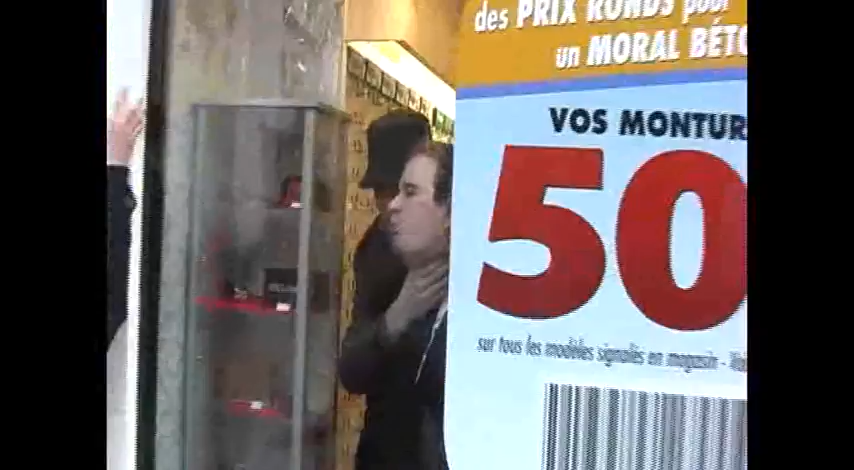 des PRIX RONDS pour
un MORAL BÉTO
VOS MONTUR
50
sur tous les modèles signalés en magasin -